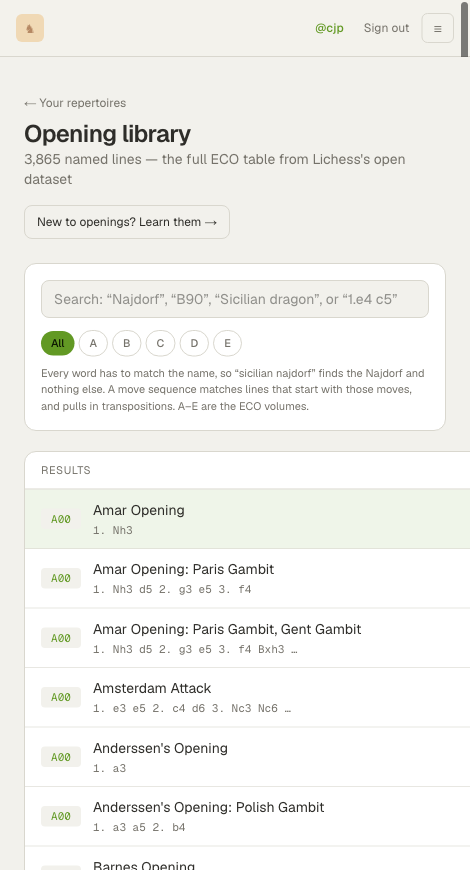 @cjp
Sign out
← Your repertoires
Opening library
3,865 named lines — the full ECO table from Lichess's open
dataset
New to openings? Learn them →
Search: “Najdorf”, “B90”, “Sicilian dragon”, or “1.e4 c5”
All A B C D E
Every word has to match the name, so “sicilian najdorf” finds the Najdorf and
nothing else. A move sequence matches lines that start with those moves,
and pulls in transpositions. A–E are the ECO volumes.
RESULTS
A00
Amar Opening
1. Nh3
A00
Amar Opening: Paris Gambit
1. Nh3 d5 2. g3 e5 3. f4
A00
Amar Opening: Paris Gambit, Gent Gambit
1. Nh3 d5 2. g3 e5 3. f4 Bxh3 …
A00
Amsterdam Attack
1. e3 e5 2. c4 d6 3. Nc3 Nc6 …
A00
Anderssen's Opening
1. a3
A00
Anderssen's Opening: Polish Gambit
1. a3 a5 2. b4
Barnes Opening